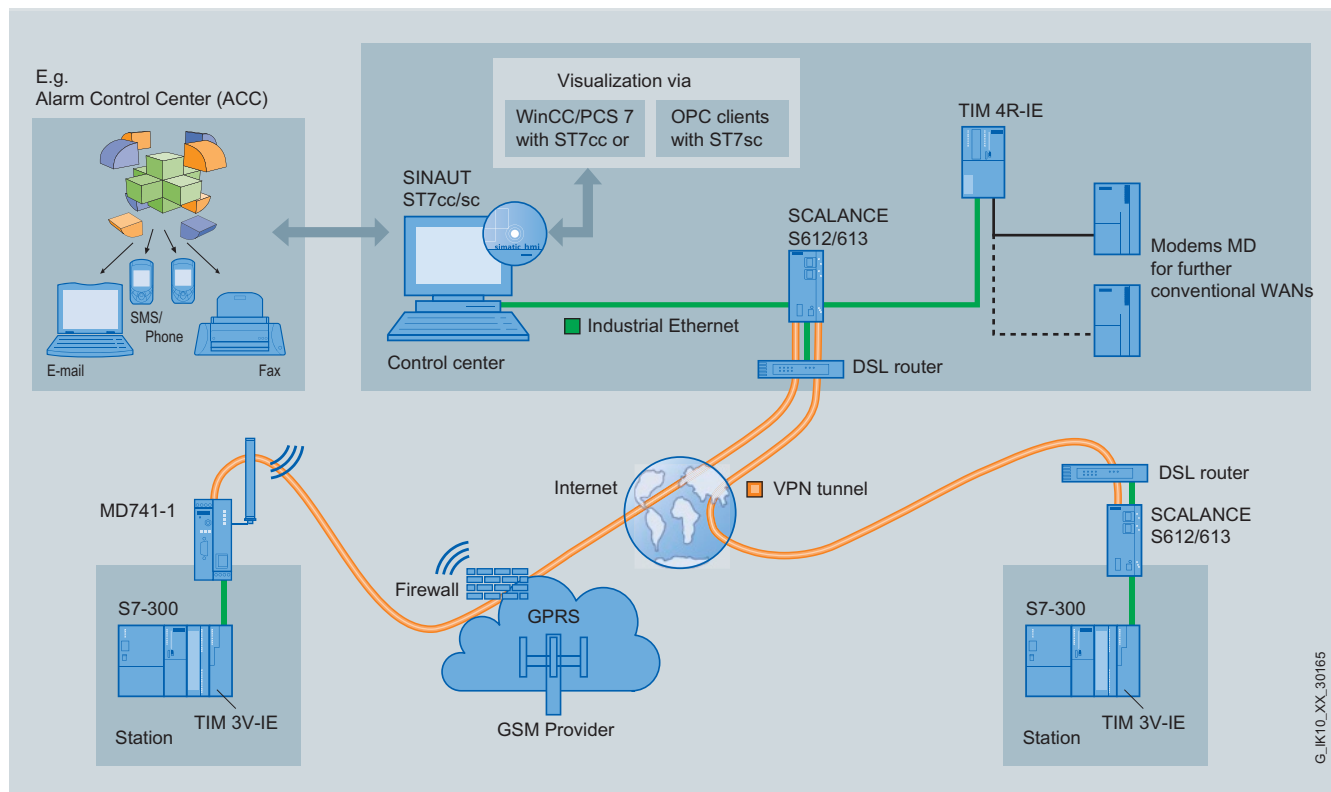 E.g.
Alarm Control Center (ACC)
SMS/
Phone
E-mail
Fax
Visualization via
WinCC/PCS 7
with ST7cc or
OPC clients
with ST7sc
SINAUT
ST7cc/sc
simatic hmi
Control center
Industrial Ethernet
SCALANCE
S612/613
DSL router
TIM 4R-IE
Modems MD
for further
conventional WANs
MD741-1
S7-300
TIM 3V-IE
Station
Firewall
GPRS
GSM Provider
Internet
VPN tunnel
DSL router
SCALANCE
S612/613
S7-300
TIM 3V-IE
Station
G_IK10_XX_30165